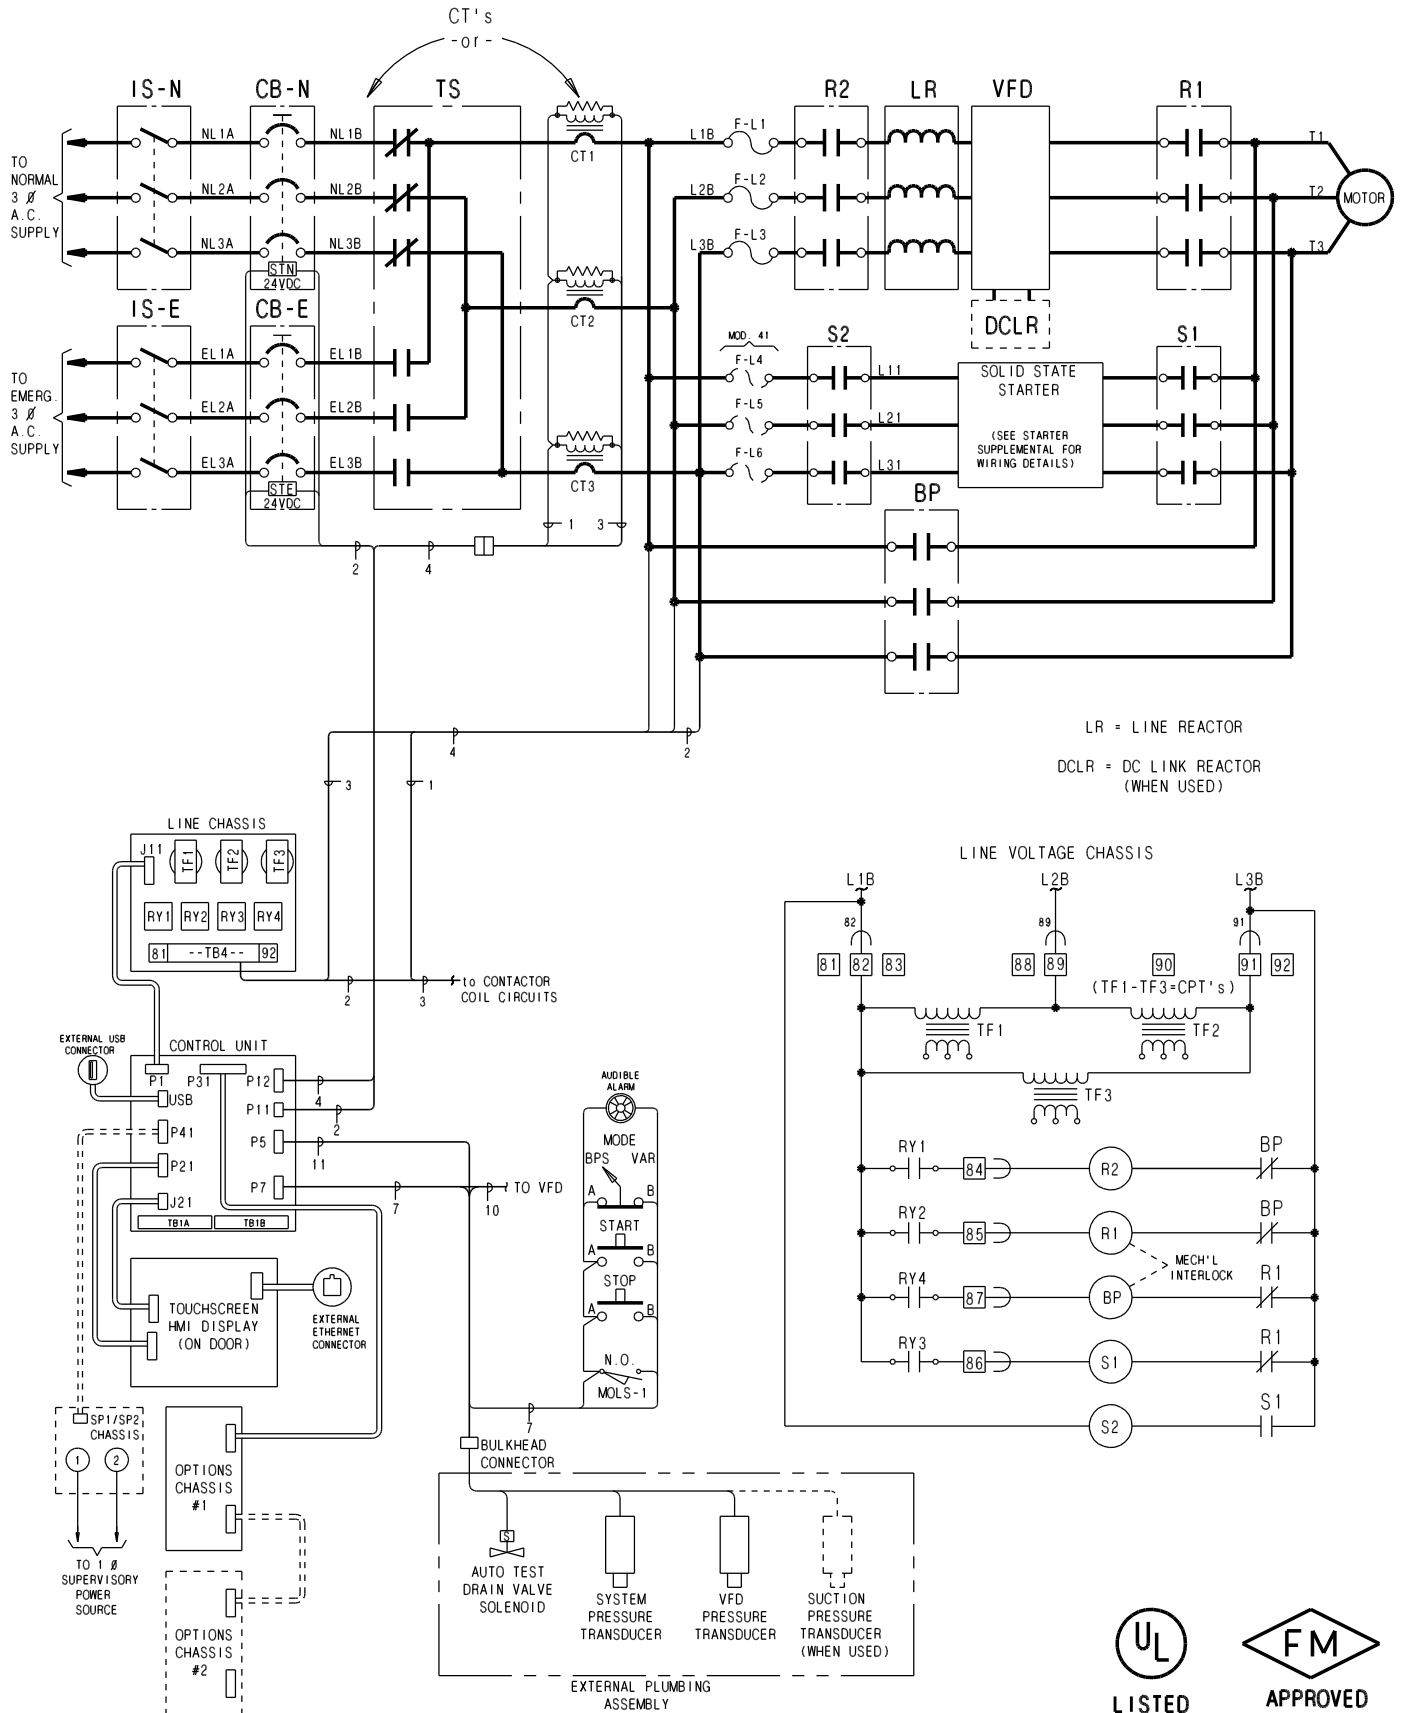 CT's
-or-
IS-N
CB-N
TS
R2
LR
VFD
R1
TO
NORMAL
3 Ø
A.C.
SUPPLY
NL1A
NL1B
NL2A
NL2B
NL3A
NL3B
STN
24VDC
CT1
CT2
CT3
L1B
F-L1
L2B
F-L2
L3B
F-L3
T1
T2
T3
MOTOR
DCLR
IS-E
CB-E
TO
EMERG.
3 Ø
A.C.
SUPPLY
EL1A
EL1B
EL2A
EL2B
EL3A
EL3B
STE
24VDC
1
3
2
4
MOD. 41
F-L4
F-L5
F-L6
S2
L11
L21
L31
SOLID STATE
STARTER
(SEE STARTER
SUPPLEMENTAL FOR
WIRING DETAILS)
S1
BP
LR = LINE REACTOR
DCLR = DC LINK REACTOR
(WHEN USED)
4
2
3
1
LINE CHASSIS
J11
TF1
TF2
TF3
RY1
RY2
RY3
RY4
81
--TB4--
92
2
3
to CONTACTOR
COIL CIRCUITS
EXTERNAL USB
CONNECTOR
CONTROL UNIT
P1
P31
P12
USB
P11
P41
P5
P21
P7
J21
TB1A
TB1B
4
2
11
7
10
TO VFD
TOUCHSCREEN
HMI DISPLAY
(ON DOOR)
EXTERNAL
ETHERNET
CONNECTOR
SP1/SP2
CHASSIS
1
2
TO 1 Ø
SUPERVISORY
POWER
SOURCE
OPTIONS
CHASSIS
#1
OPTIONS
CHASSIS
#2
AUDIBLE
ALARM
MODE
BPS
VAR
A
B
START
A
B
STOP
A
B
N.O.
MOLS-1
7
BULKHEAD
CONNECTOR
S
AUTO TEST
DRAIN VALVE
SOLENOID
SYSTEM
PRESSURE
TRANSDUCER
VFD
PRESSURE
TRANSDUCER
SUCTION
PRESSURE
TRANSDUCER
(WHEN USED)
EXTERNAL PLUMBING
ASSEMBLY
LINE VOLTAGE CHASSIS
L1B
L2B
L3B
82
89
91
81
82
83
88
89
90
91
92
(TF1-TF3=CPT's)
TF1
TF2
TF3
RY1
84
R2
BP
RY2
85
R1
BP
MECH'L
INTERLOCK
RY4
87
BP
R1
RY3
86
S1
R1
S2
S1
UL
LISTED
FM
APPROVED